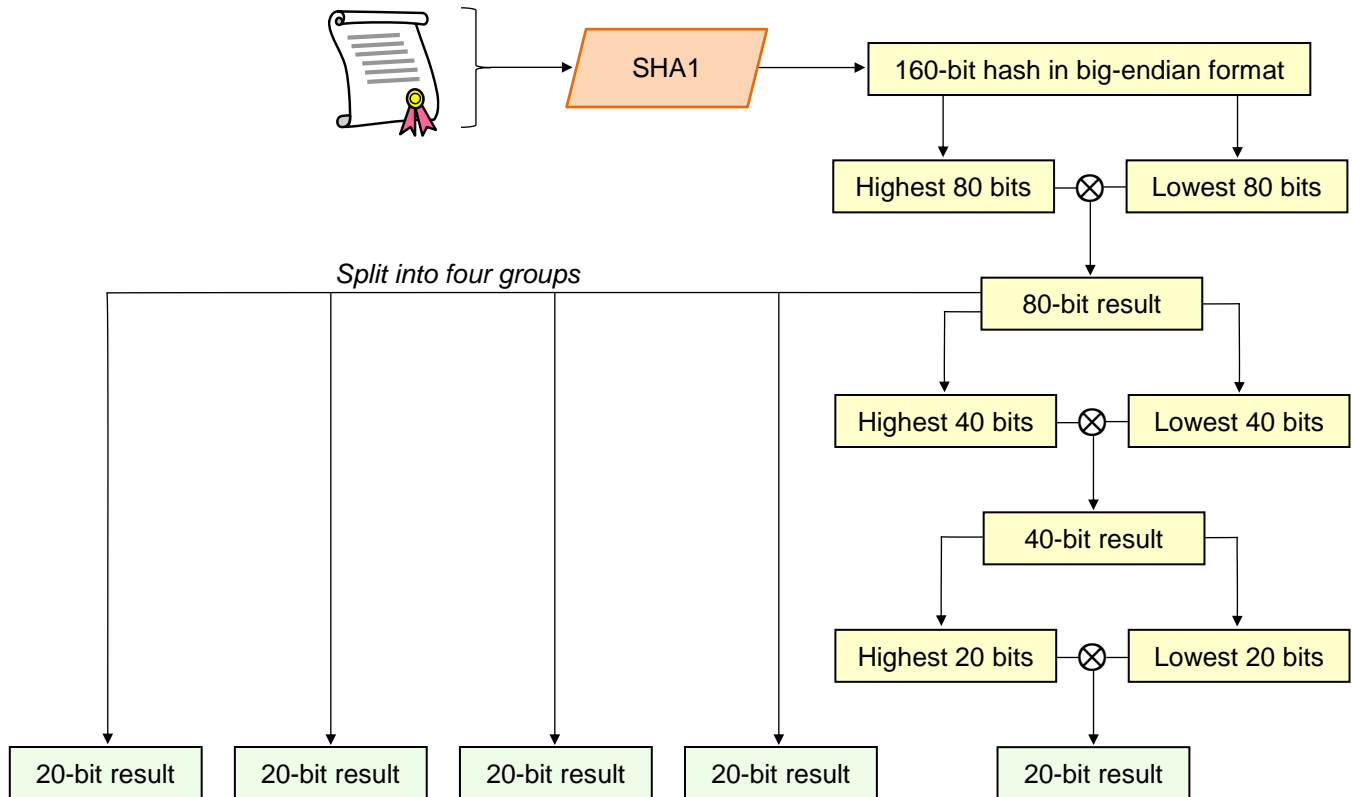 SHA1
160-bit hash in big-endian format
Highest 80 bits
Lowest 80 bits
Split into four groups
80-bit result
Highest 40 bits
Lowest 40 bits
40-bit result
Highest 20 bits
Lowest 20 bits
20-bit result
20-bit result
20-bit result
20-bit result
20-bit result